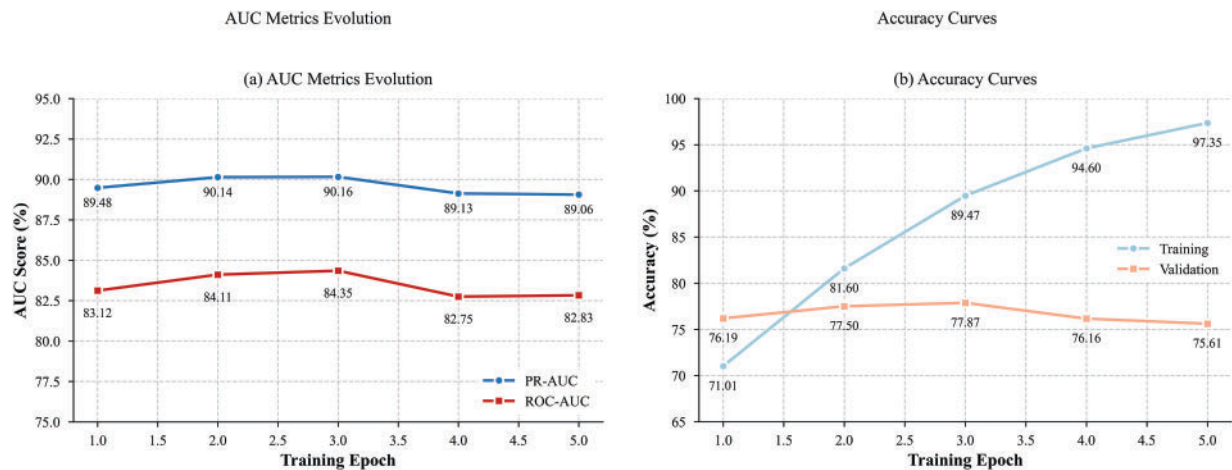 AUC Metrics Evolution
Accuracy Curves
(a) AUC Metrics Evolution
95.0
92.5
90.0
87.5
85.0
82.5
80.0
77.5
75.0
AUC Score (%)
89.48
90.14
90.16
89.13
89.06
83.12
84.11
84.35
82.75
82.83
PR-AUC
ROC-AUC
1.0 1.5 2.0 2.5 3.0 3.5 4.0 4.5 5.0
Training Epoch
(b) Accuracy Curves
100
95
90
85
80
75
70
65
Accuracy (%)
71.01
81.60
89.47
94.60
97.35
76.19
77.50
77.87
76.16
75.61
Training
Validation
1.0 1.5 2.0 2.5 3.0 3.5 4.0 4.5 5.0
Training Epoch